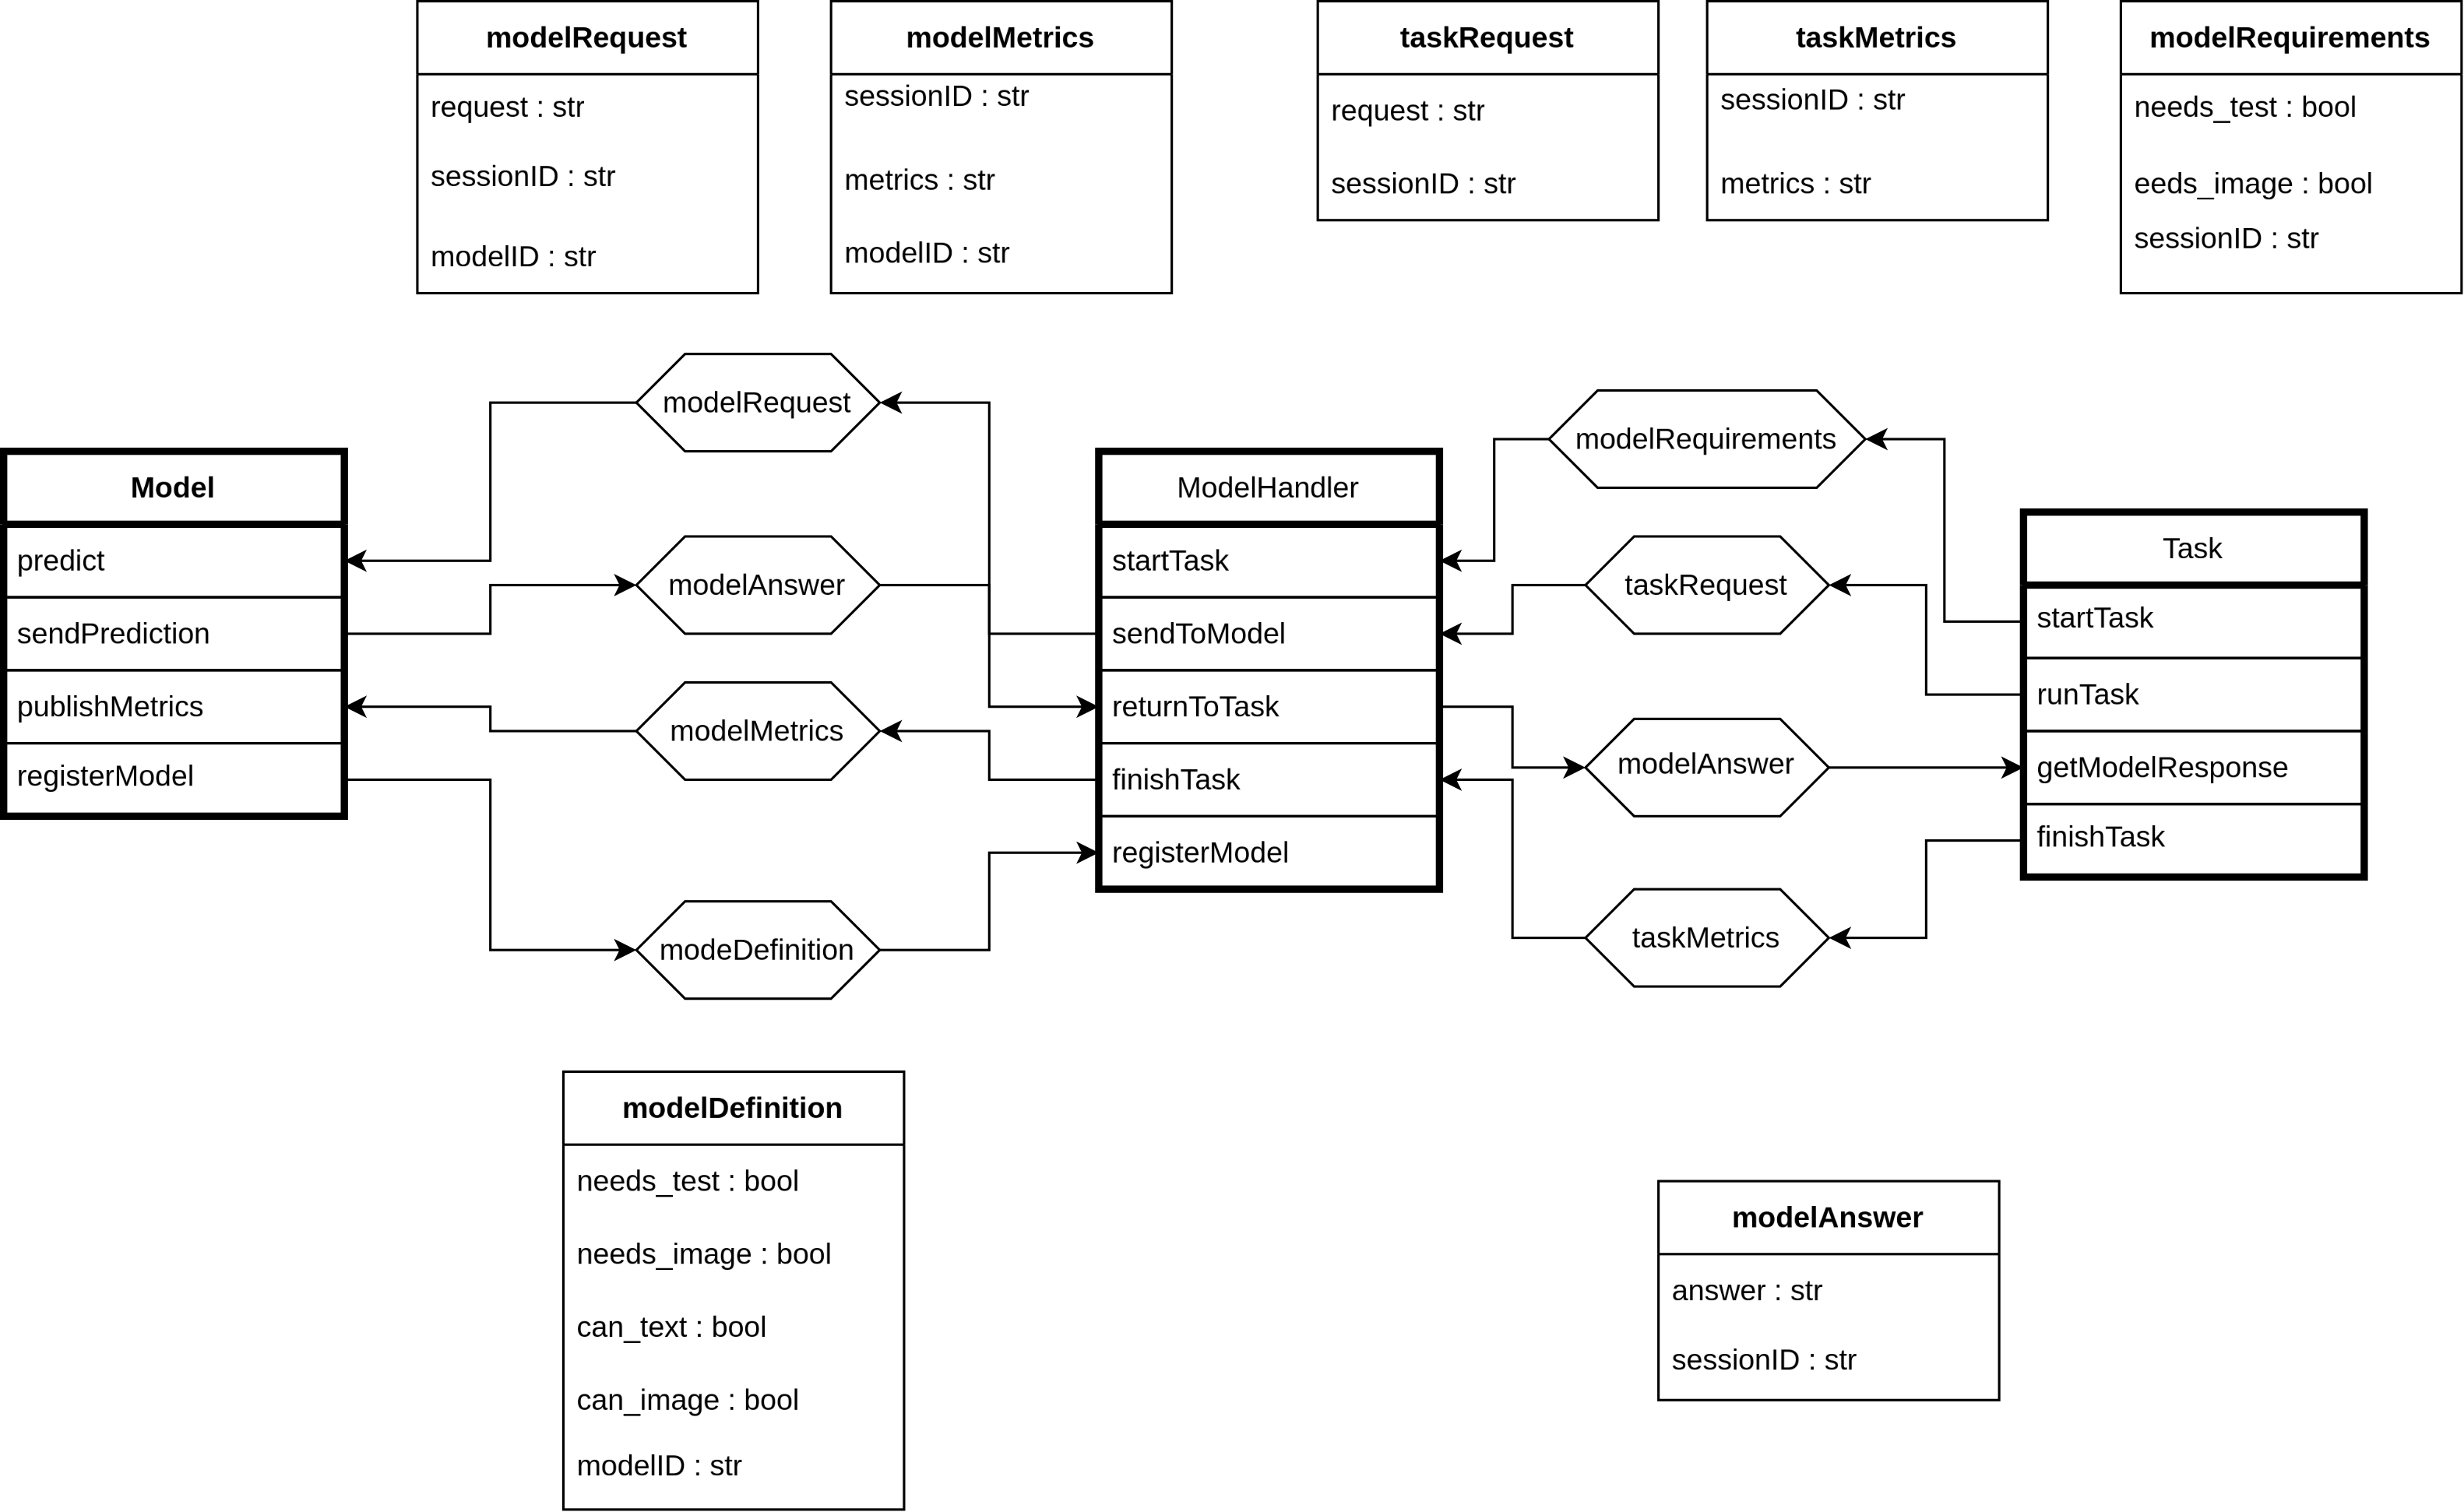 modelRequest
request : str
sessionID : str
modelID : str
modelMetrics
sessionID : str
metrics : str
modelID : str
taskRequest
request : str
sessionID : str
taskMetrics
sessionID : str
metrics : str
modelRequirements
needs_test : bool
eeds_image : bool
sessionID : str
Model
predict
sendPrediction
publishMetrics
registerModel
modelRequest
modelAnswer
modelMetrics
modeDefinition
ModelHandler
startTask
sendToModel
returnToTask
finishTask
registerModel
modelRequirements
taskRequest
modelAnswer
taskMetrics
Task
startTask
runTask
getModelResponse
finishTask
modelDefinition
needs_test : bool
needs_image : bool
can_text : bool
can_image : bool
modelID : str
modelAnswer
answer : str
sessionID : str